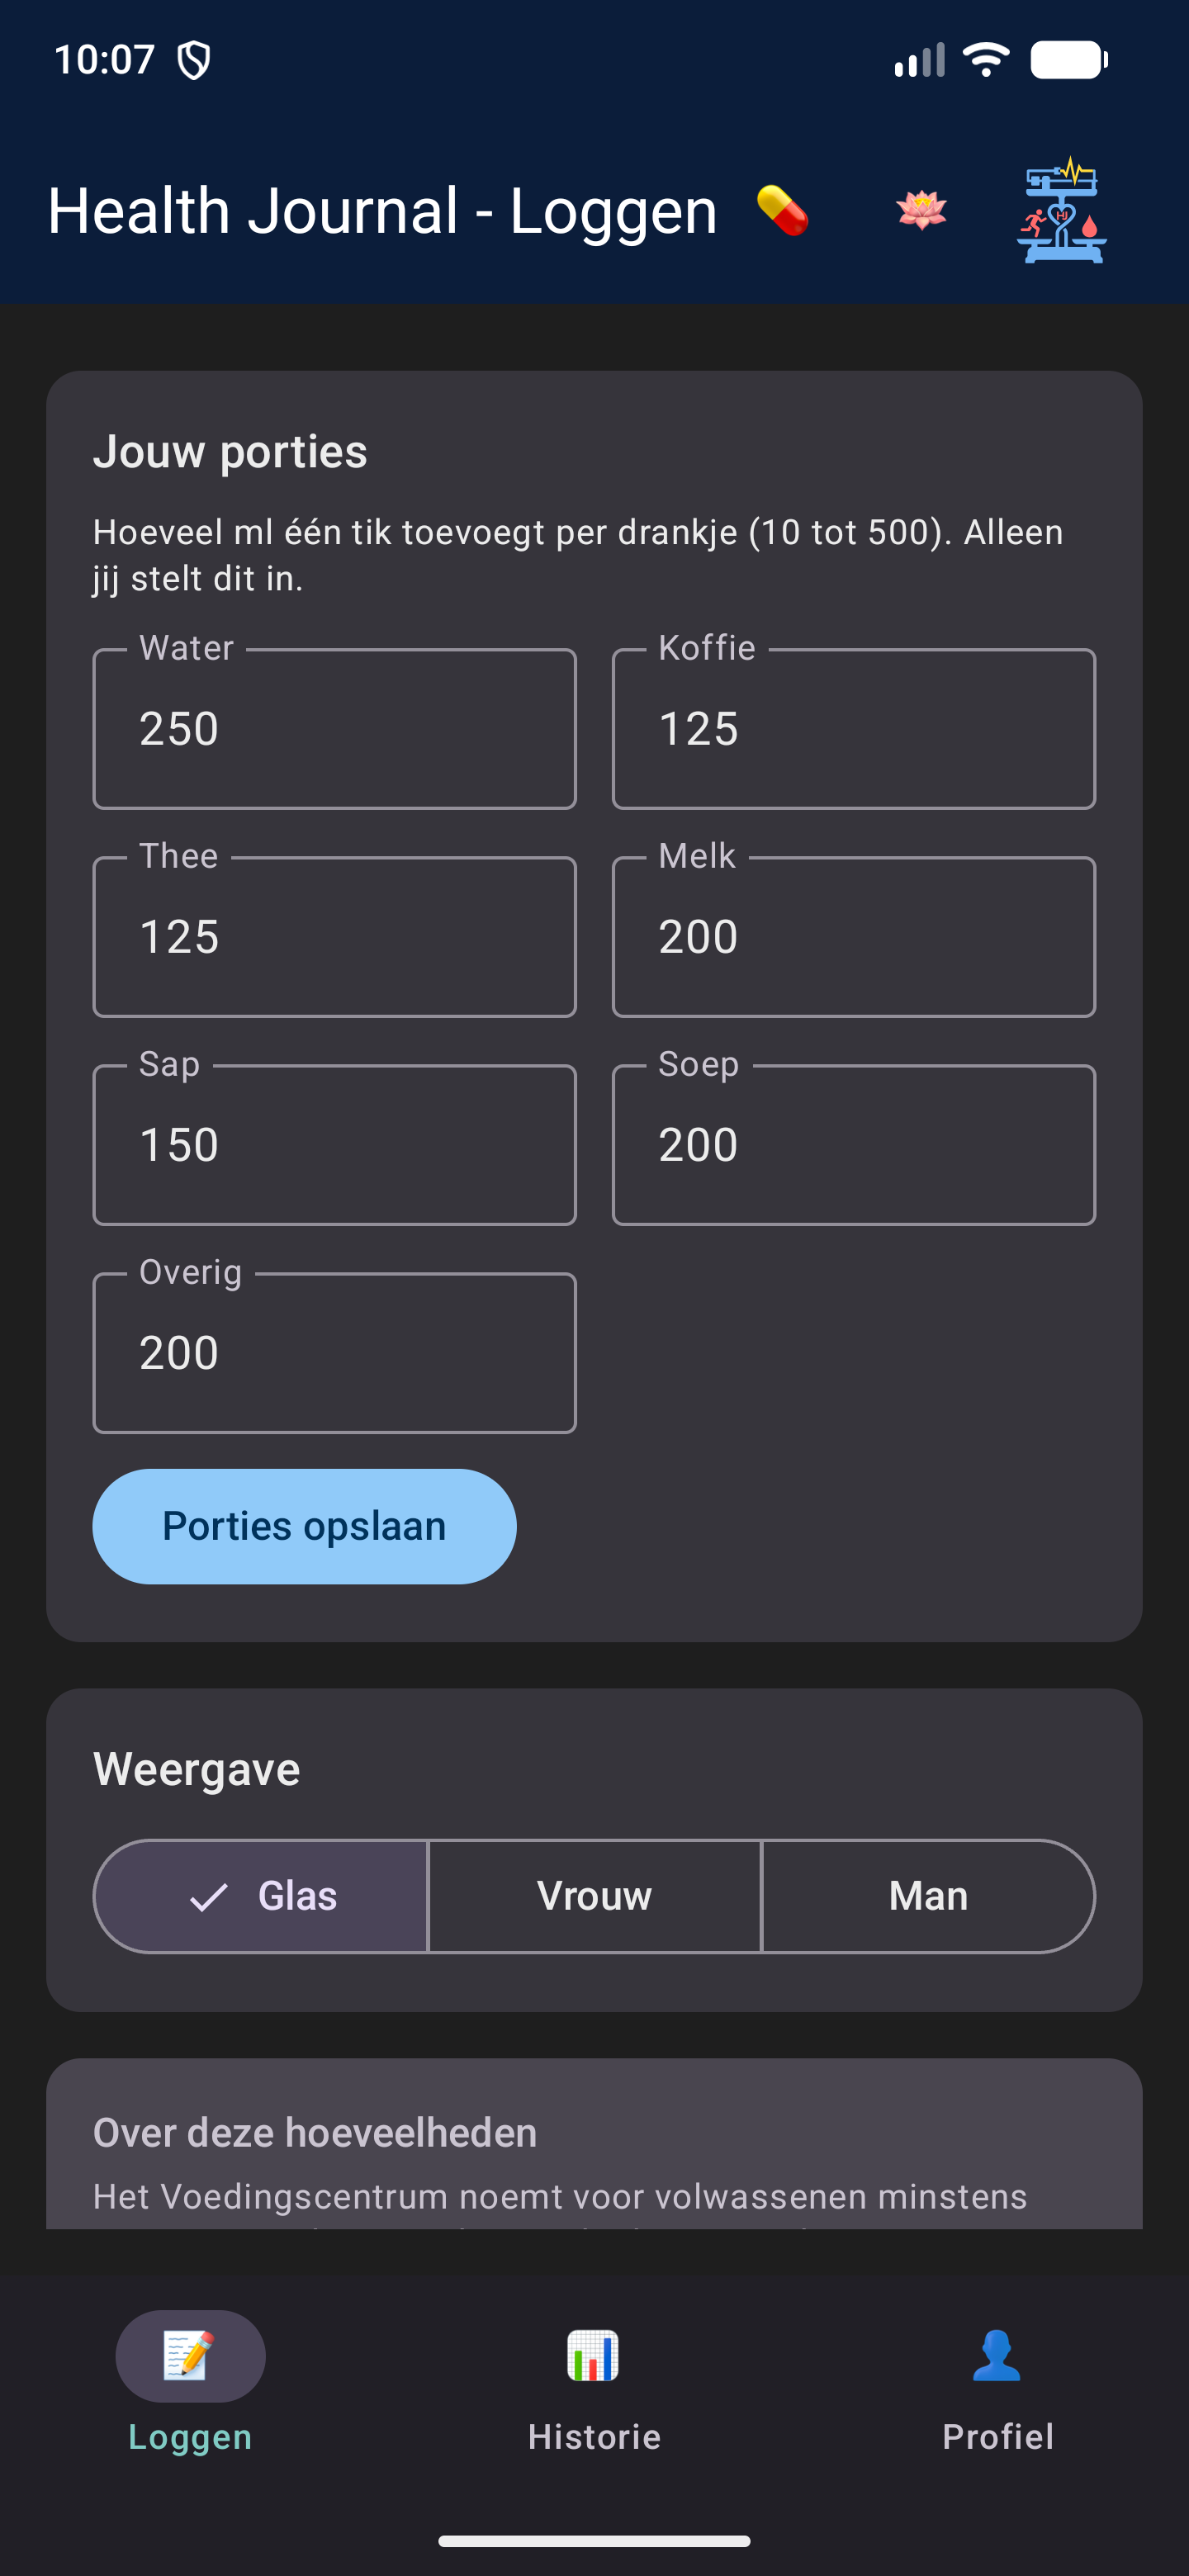 10:07
Health Journal - Loggen
HJ
Jouw porties
Hoeveel ml één tik toevoegt per drankje (10 tot 500). Alleen
jij stelt dit in.
Water
Koffie
250
125
Thee
Melk
125
200
Sap
Soep
150
200
Overig
200
Porties opslaan
Weergave
Glas
Vrouw
Man
Over deze hoeveelheden
Het Voedingscentrum noemt voor volwassenen minstens
Loggen
Historie
Profiel